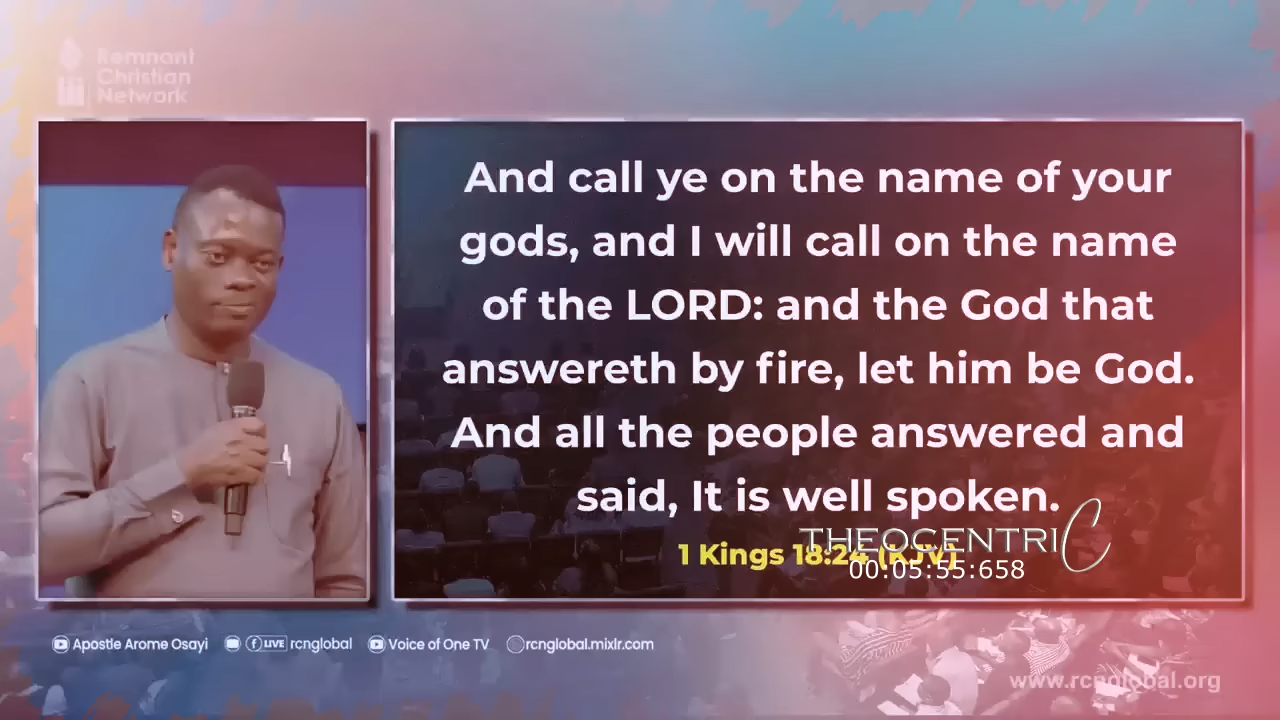 Remnant
Christian
Network
And call ye on the name of your
gods, and I will call on the name
of the LORD: and the God that
answereth by fire, let him be God.
And all the people answered and
said, It is well spoken.
THEOCENTRIC
1 Kings 18:24 (KJV)
00:05:55:658
Apostle Arome Osayi LIVE rcnglobal Voice of One TV rcnglobal.mixlr.com
www.rcnglobal.org